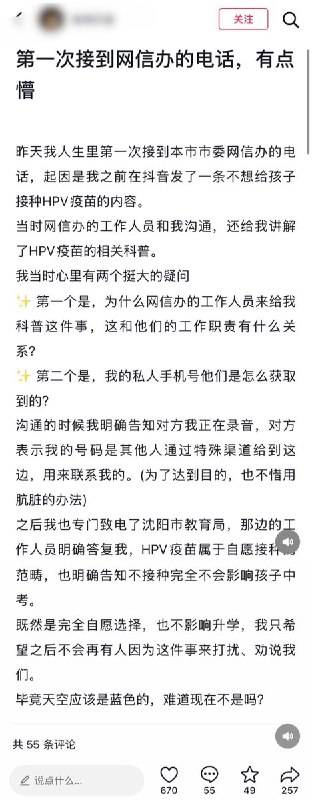 关注
第一次接到网信办的电话，有点
懵
昨天我人生里第一次接到本市市委网信办的电
话，起因是我之前在抖音发了一条不想给孩子
接种HPV疫苗的内容。
当时网信办的工作人员和我沟通，还给我讲解
了HPV疫苗的相关科普。
我当时心里有两个挺大的疑问
✨ 第一个是，为什么网信办的工作人员来给我
科普这件事，这和他们的工作职责有什么关
系?
✨ 第二个是，我的私人手机号他们是怎么获取
到的?
沟通的时候我明确告知对方我正在录音，对方
表示我的号码是其他人通过特殊渠道给到这
边，用来联系我的。(为了达到目的，也不惜用
肮脏的办法)
之后我也专门致电了沈阳市教育局，那边的工
作人员明确答复我，HPV疫苗属于自愿接种
范畴，也明确告知不接种完全不会影响孩子中
考。
既然是完全自愿选择，也不影响升学，我只希
望之后不会再有人因为这件事来打扰、劝说我
们。
毕竟天空应该是蓝色的，难道现在不是吗?
共 55 条评论
说点什么...
670
55
49
257